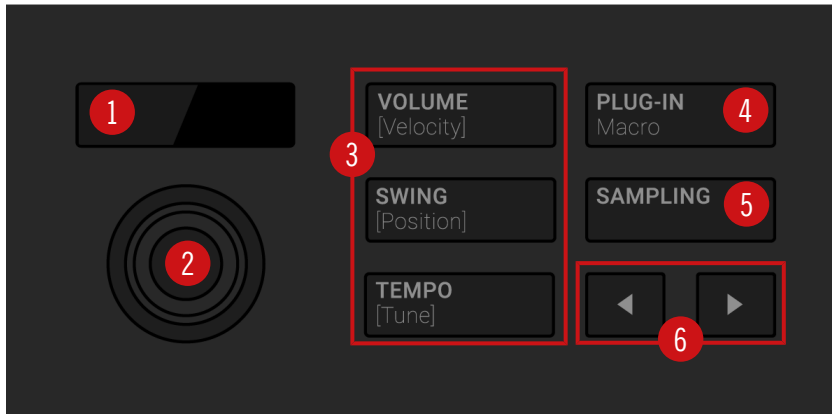 1
2
3
VOLUME
[Velocity]
SWING
[Position]
TEMPO
[Tune]
PLUG-IN
Macro
4
SAMPLING
5
6